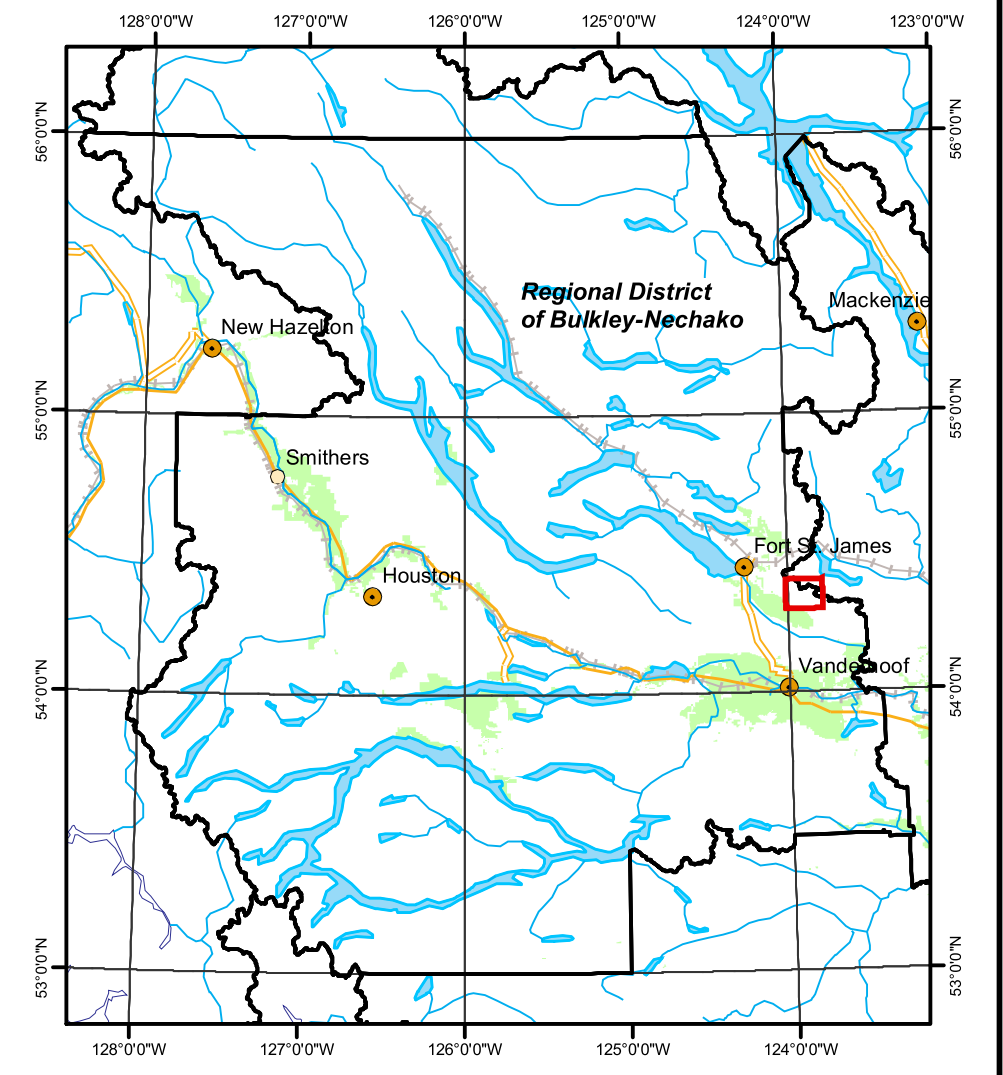 128°0'0"W 127°0'0"W 126°0'0"W 125°0'0"W 124°0'0"W 123°0'0"W
56°0'0"N
56°0'0"N
Regional District
of Bulkley-Nechako
Mackenzie
New Hazelton
55°0'0"N
55°0'0"N
Smithers
Fort St. James
Houston
Vanderhoof
54°0'0"N
54°0'0"N
53°0'0"N
53°0'0"N
128°0'0"W 127°0'0"W 126°0'0"W 125°0'0"W 124°0'0"W